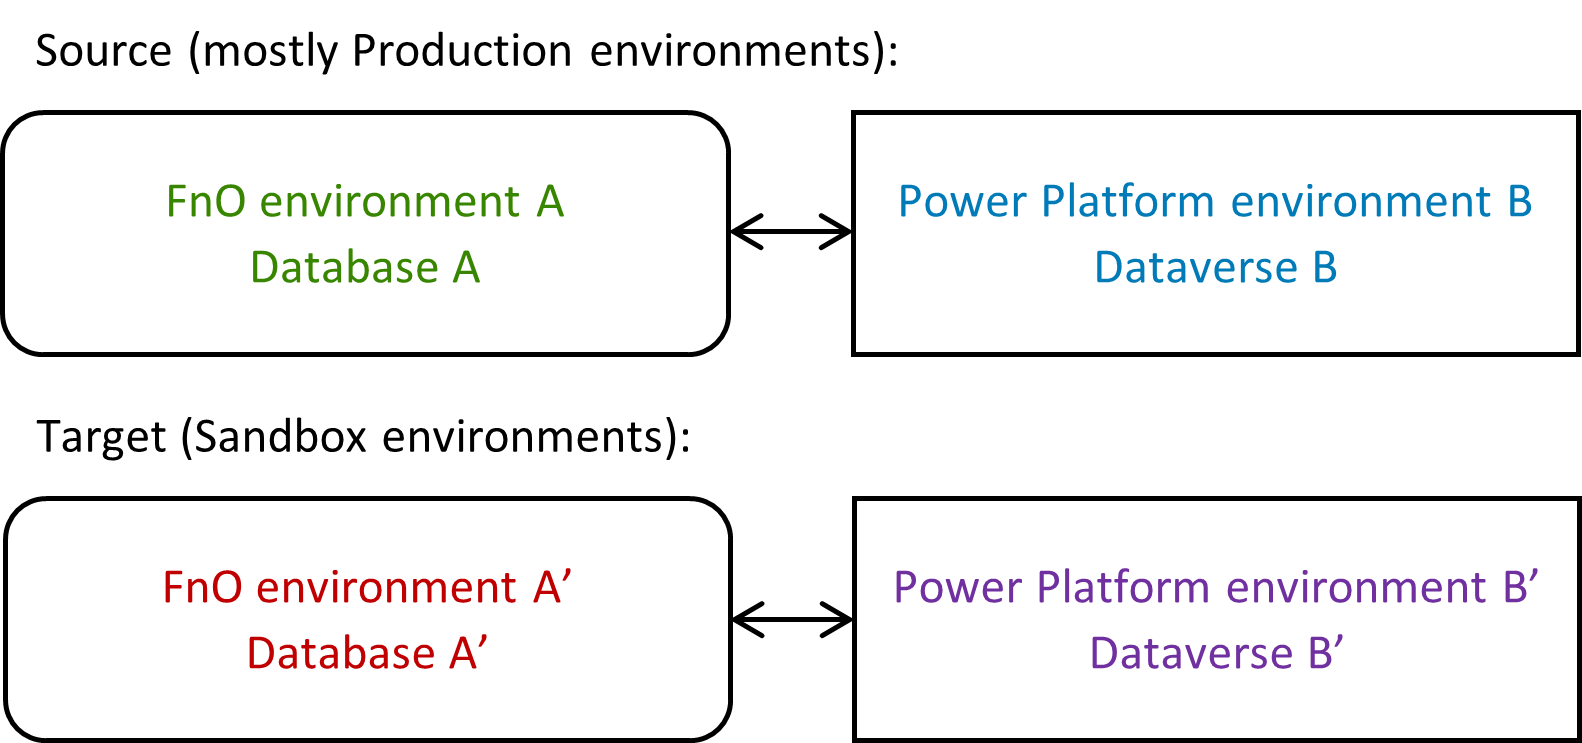 Source (mostly Production environments):
FnO environment A
Database A
Power Platform environment B
Dataverse B
Target (Sandbox environments):
FnO environment A’
Database A’
Power Platform environment B’
Dataverse B’